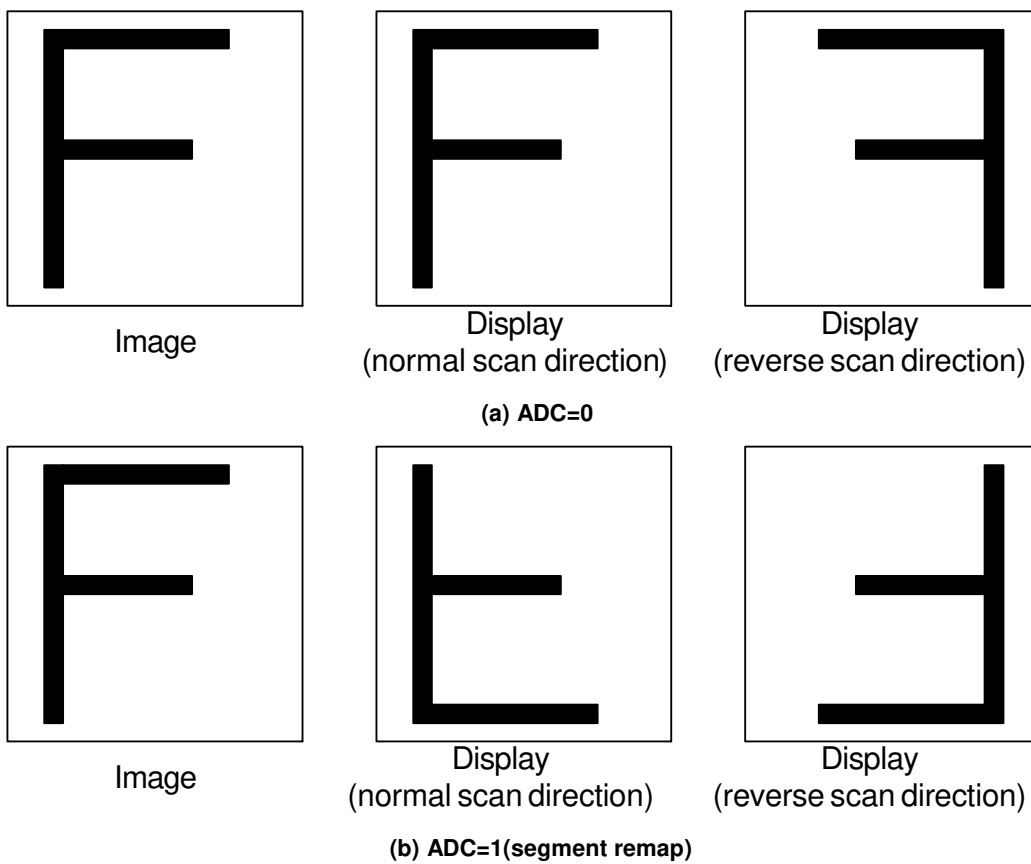 Image
Display
(normal scan direction)
Display
(reverse scan direction)
(a) ADC=0
Image
Display
(normal scan direction)
Display
(reverse scan direction)
(b) ADC=1(segment remap)